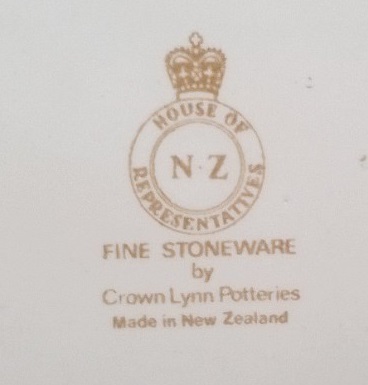 HOUSE OF
N·Z
REPRESENTATIVES
FINE STONEWARE
by
Crown Lynn Potteries
Made in New Zealand